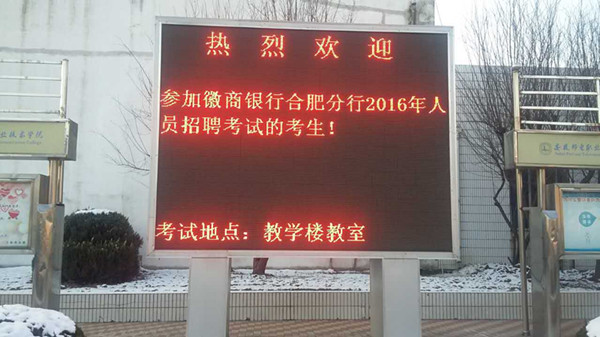 热烈欢迎
参加徽商银行合肥分行2016年人
员招聘考试的考生！
考试地点：教学楼教室